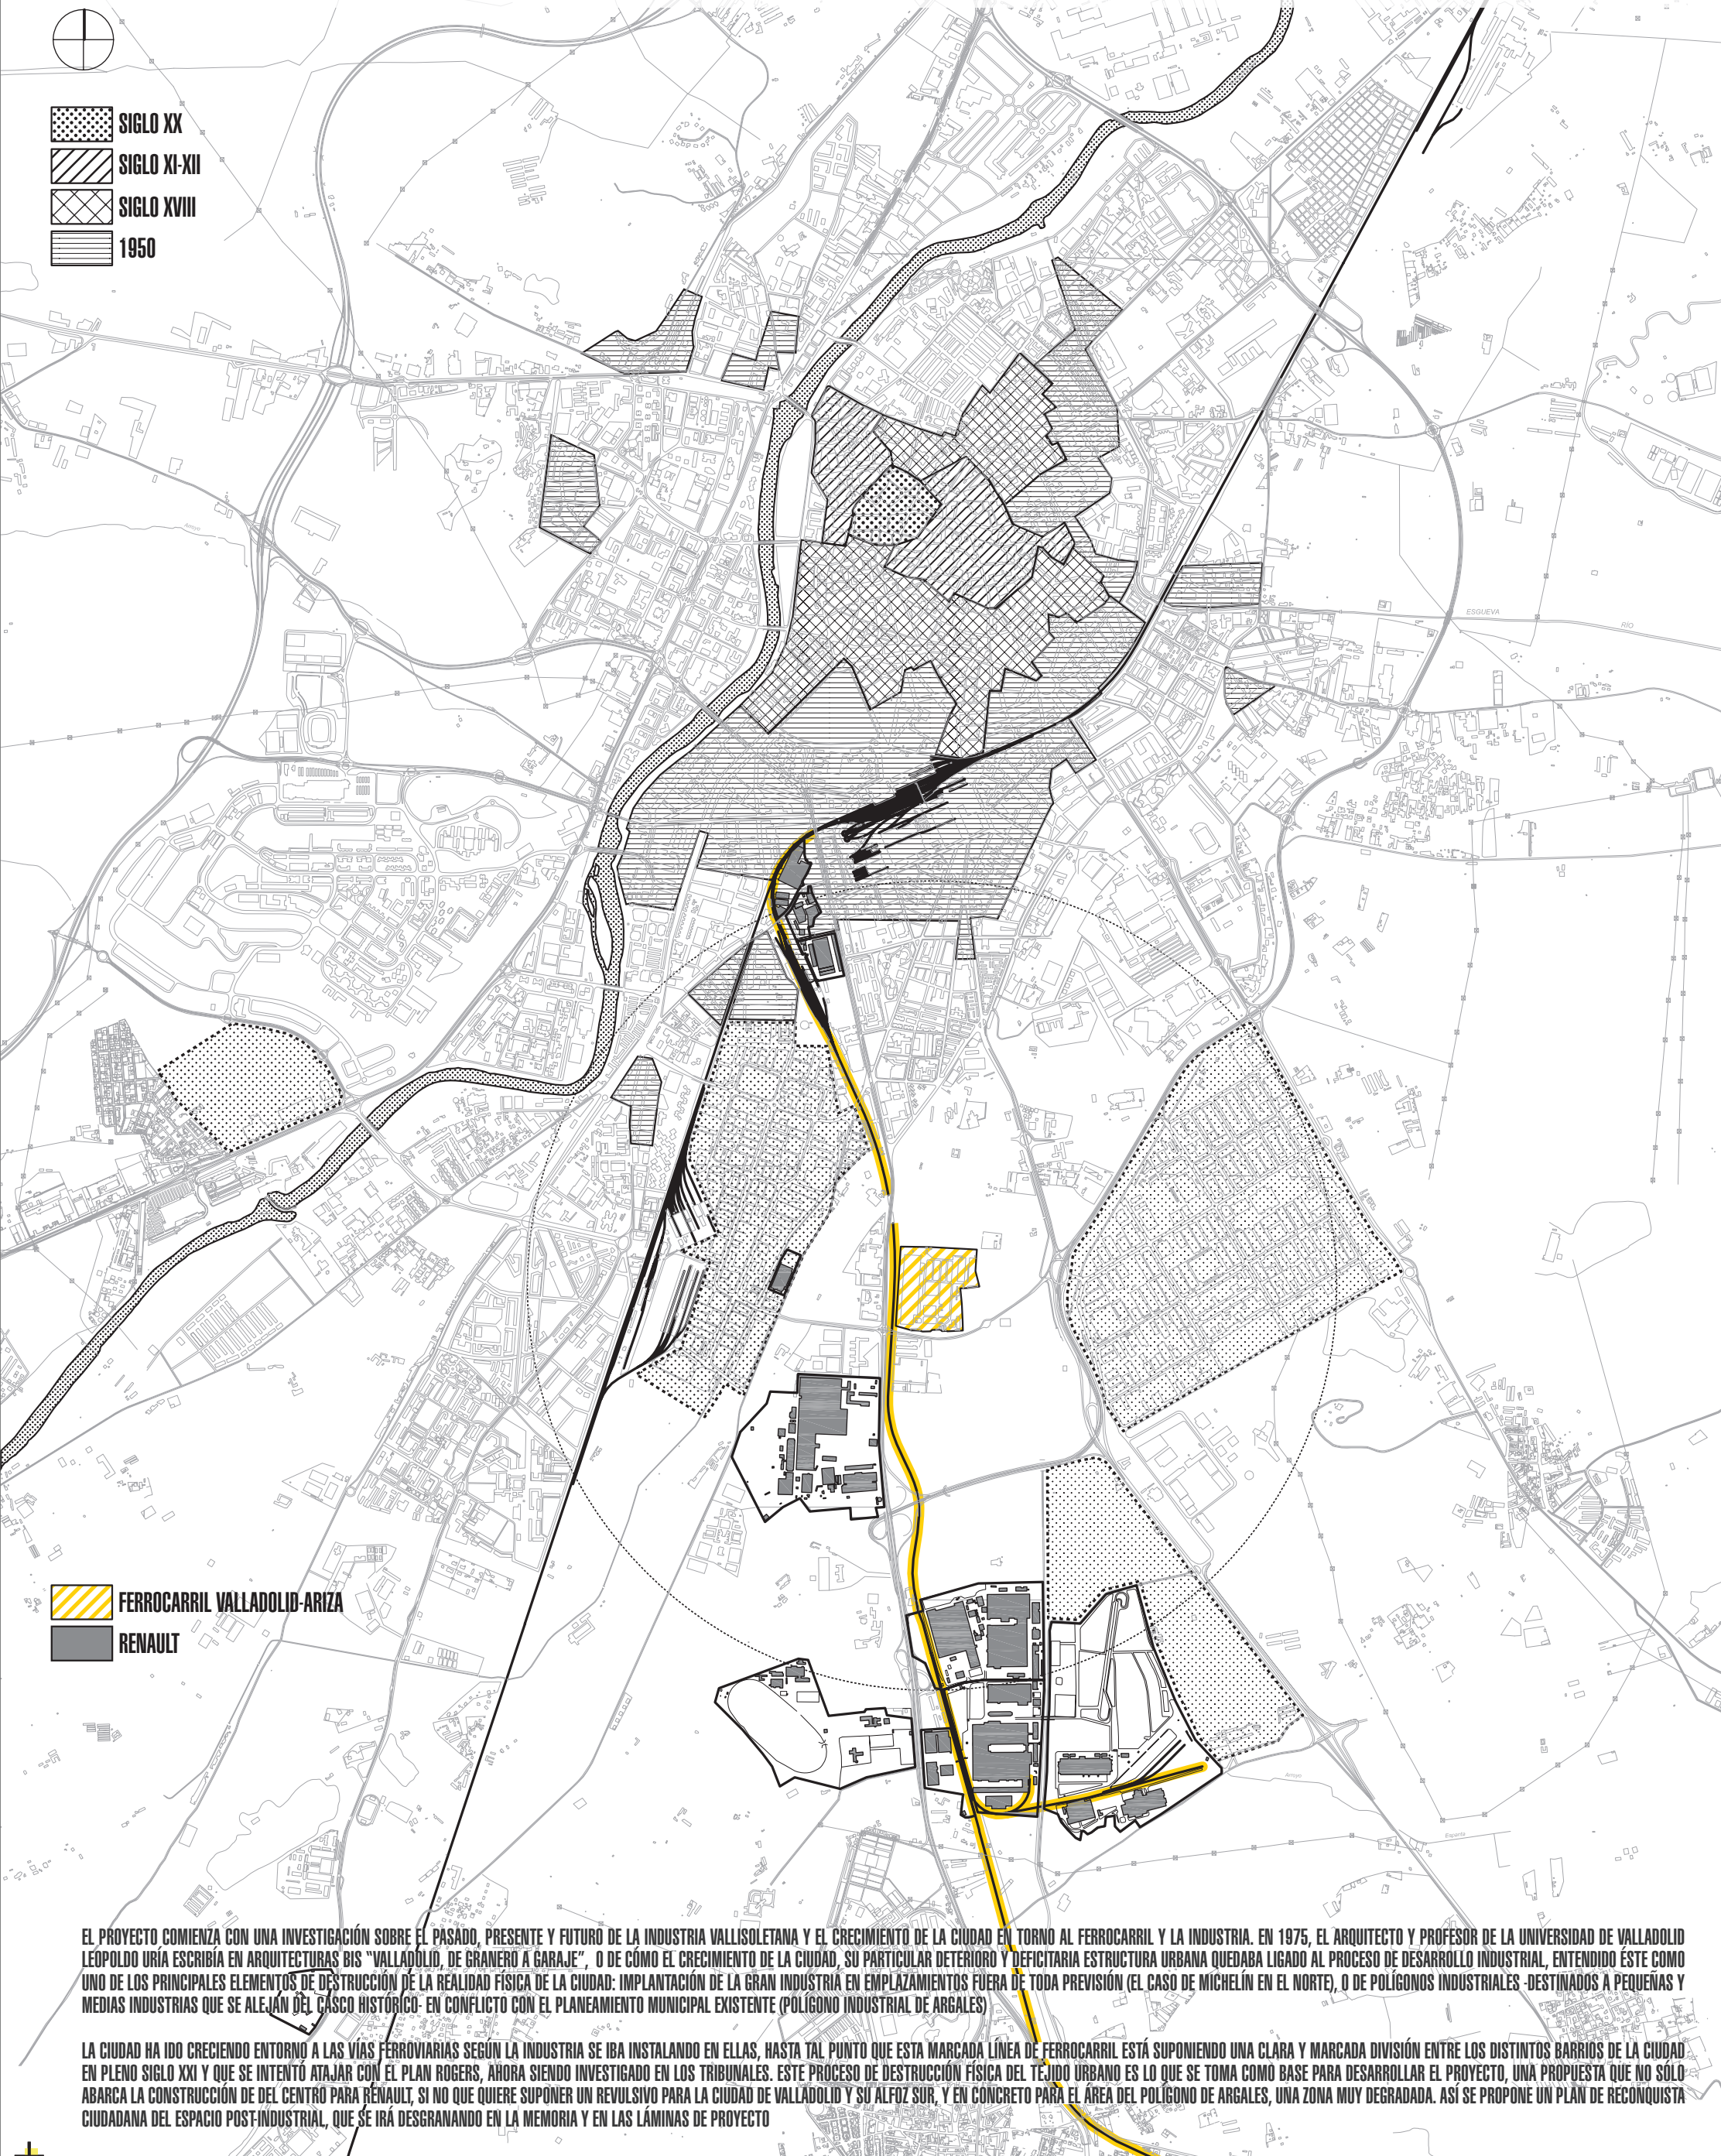 SIGLO XX
SIGLO XI-XII
SIGLO XVIII
1950
Arroyo
ESGUEVA
RÍO
FERROCARRIL VALLADOLID-ARIZA
RENAULT
Arroyo
Espanta
EL PROYECTO COMIENZA CON UNA INVESTIGACIÓN SOBRE EL PASADO, PRESENTE Y FUTURO DE LA INDUSTRIA VALLISOLETANA Y EL CRECIMIENTO DE LA CIUDAD EN TORNO AL FERROCARRIL Y LA INDUSTRIA. EN 1975, EL ARQUITECTO Y PROFESOR DE LA UNIVERSIDAD DE VALLADOLID
LEOPOLDO URÍA ESCRIBÍA EN ARQUITECTURAS BIS “VALLADOLID, DE GRANERO A GARAJE”, O DE CÓMO EL CRECIMIENTO DE LA CIUDAD, SU PROGRESIVO DETERIORO Y DEFICITARIA ESTRUCTURA URBANA QUEDABA LIGADO AL PROCESO DE DESARROLLO INDUSTRIAL, ENTENDIDO ÉSTE COMO
UNO DE LOS PRINCIPALES ELEMENTOS DE DESTRUCCIÓN DE LA REALIDAD FÍSICA DE LA CIUDAD: IMPLANTACIÓN DE LA GRAN INDUSTRIA EN EMPLAZAMIENTOS FUERA DE TODA PREVISIÓN (EL CASO DE MICHELÍN EN EL NORTE), O DE POLÍGONOS INDUSTRIALES -DESTINADOS A PEQUEÑAS Y
MEDIAS INDUSTRIAS QUE SE ALEJÁN DEL CASCO HISTÓRICO- EN CONFLICTO CON EL PLANEAMIENTO MUNICIPAL EXISTENTE (POLÍGONO INDUSTRIAL DE ARGALES)
LA CIUDAD HA IDO CRECIENDO ENTORNO A LAS VÍAS FERROVIARIAS SEGÚN LA INDUSTRIA SE IBA INSTALANDO EN ELLAS, HASTA TAL PUNTO QUE ESTA MARCADA LÍNEA DE FERROCARRIL ESTÁ SUPONIENDO UNA CLARA Y MARCADA DIVISIÓN ENTRE LOS DISTINTOS BARRIOS DE LA CIUDAD
EN PLENO SIGLO XXI Y QUE SE INTENTÓ ATAJAR CON EL PLAN ROGERS, AHORA SIENDO INVESTIGADO EN LOS TRIBUNALES. ESTE PROCESO DE DESTRUCCIÓN FÍSICA DEL TEJIDO URBANO ES LO QUE SE TOMA COMO BASE PARA DESARROLLAR EL PROYECTO, UNA PROPUESTA QUE NO SOLO
ABARCA LA CONSTRUCCIÓN DE DEL CENTRO PARA RENAULT, SI NO QUE QUIERE SUPONER UN REVULSIVO PARA LA CIUDAD DE VALLADOLID Y SU ALFOZ SUR, Y EN CONCRETO PARA EL ÁREA DEL POLÍGONO DE ARGALES, UNA ZONA MUY DEGRADADA. ASÍ SE PROPONE UN PLAN DE RECONQUISTA
CIUDADANA DEL ESPACIO POST-INDUSTRIAL, QUE SE IRÁ DESGRANANDO EN LA MEMORIA Y EN LAS LÁMINAS DE PROYECTO